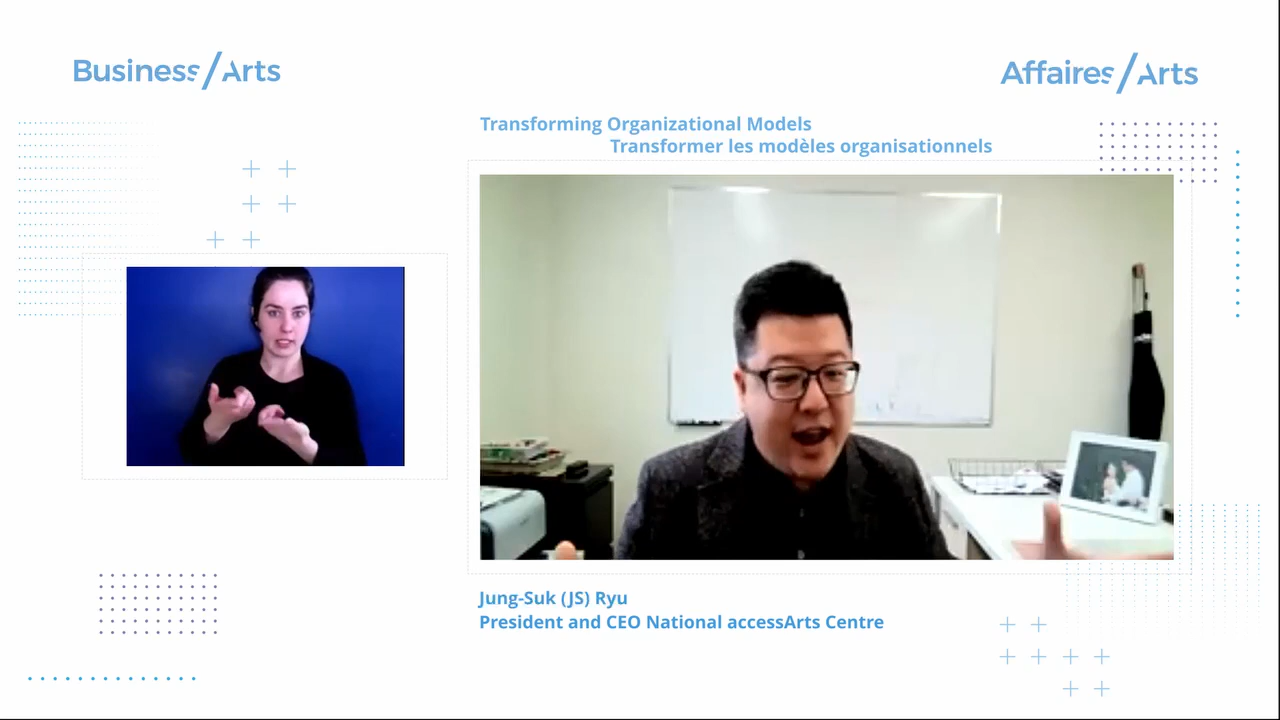 Business/Arts
Affaires/Arts
Transforming Organizational Models
Transformer les modèles organisationnels
Jung-Suk (JS) Ryu
President and CEO National accessArts Centre